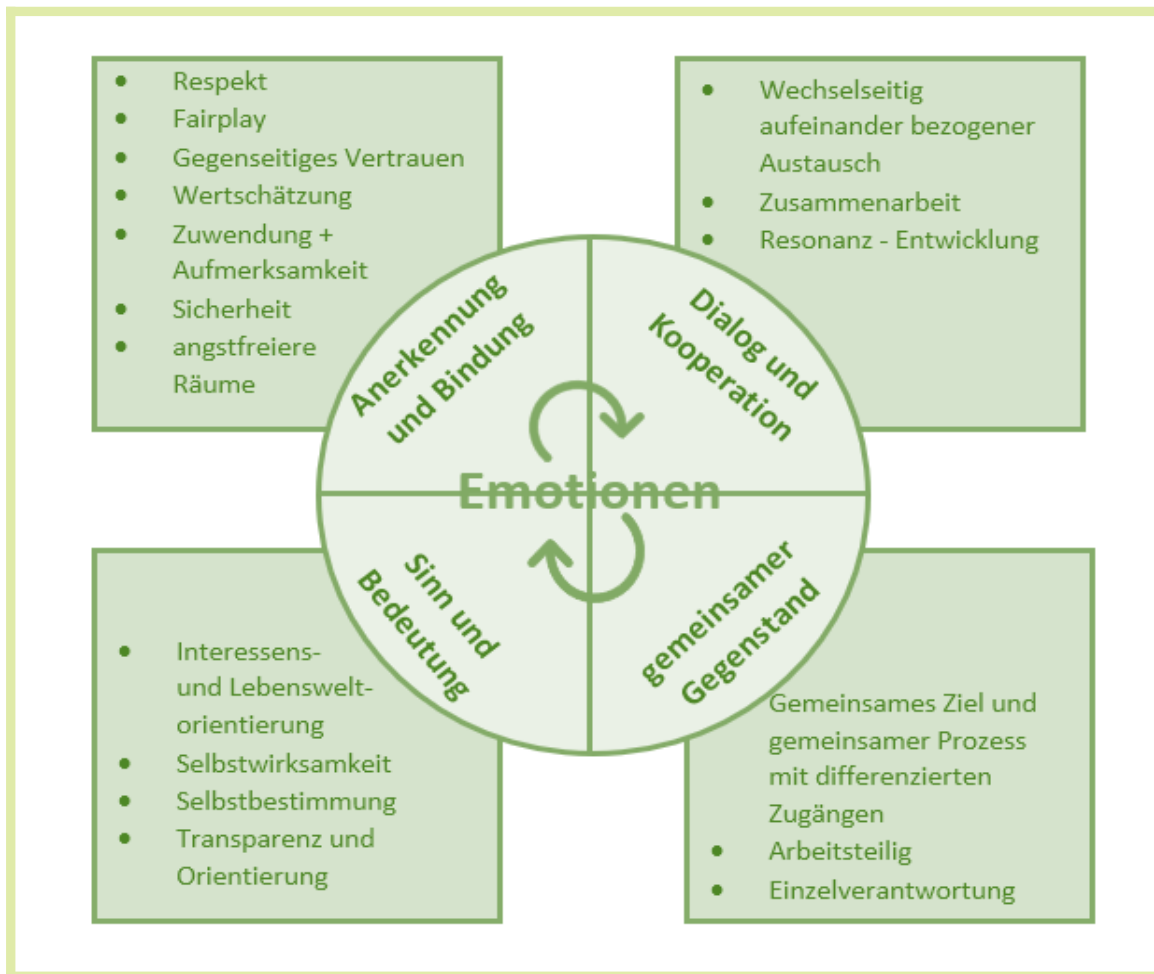 • Respekt
• Fairplay
• Gegenseitiges Vertrauen
• Wertschätzung
• Zuwendung +
Aufmerksamkeit
• Sicherheit
• angstfreiere
Räume
• Wechselseitig
aufeinander bezogener
Austausch
• Zusammenarbeit
• Resonanz - Entwicklung
Anerkennung
und Bindung
Dialog und
Kooperation
Emotionen
Sinn und
Bedeutung
gemeinsamer
Gegenstand
• Interessens-
und Lebenswelt-
orientierung
• Selbstwirksamkeit
• Selbstbestimmung
• Transparenz und
Orientierung
Gemeinsames Ziel und
gemeinsamer Prozess
mit differenzierten
Zugängen
• Arbeitsteilig
• Einzelverantwortung